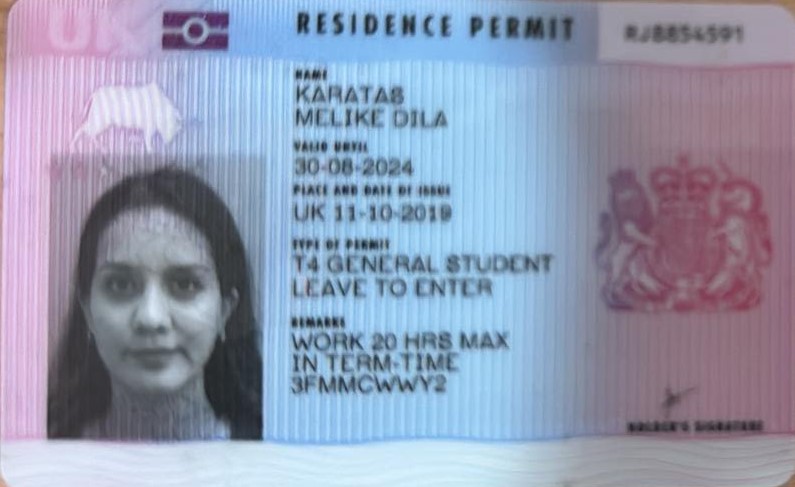 UK
RESIDENCE PERMIT
RJ8854591
NAME
KARATAS
MELIKE DILA
VALID UNTIL
30-08-2024
PLACE AND DATE OF ISSUE
UK 11-10-2019
TYPE OF PERMIT
T4 GENERAL STUDENT
LEAVE TO ENTER
REMARKS
WORK 20 HRS MAX
IN TERM-TIME
3FMMCWWY2
HOLDER'S SIGNATURE